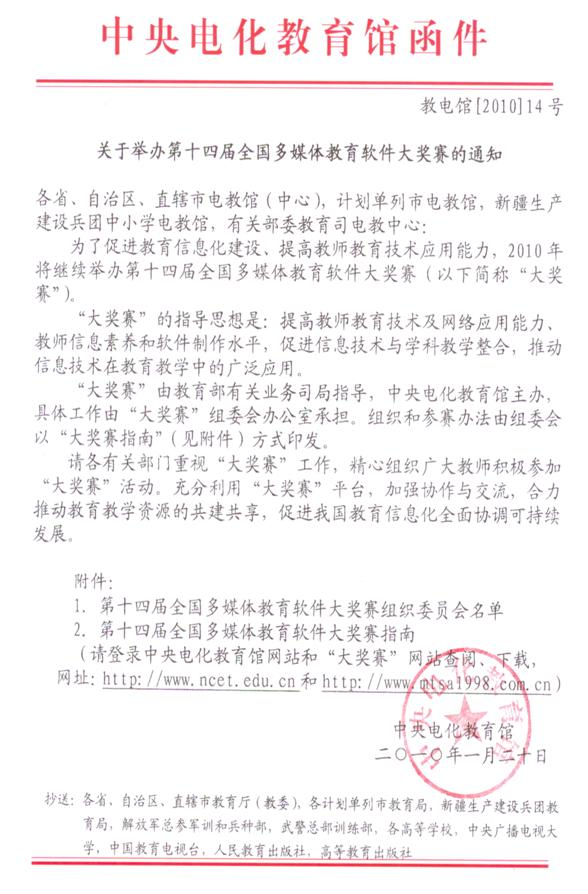 中央电化教育馆函件
教电馆[2010]14号
关于举办第十四届全国多媒体教育软件大奖赛的通知
各省、自治区、直辖市电教馆（中心），计划单列市电教馆，新疆生产
建设兵团中小学电教馆，有关部委教育司电教中心：
为了促进教育信息化建设、提高教师教育技术应用能力，2010年
将继续举办第十四届全国多媒体教育软件大奖赛（以下简称“大奖
赛”）。
“大奖赛”的指导思想是：提高教师教育技术及网络应用能力、
教师信息素养和软件制作水平，促进信息技术与学科教学整合，推动
信息技术在教育教学中的广泛应用。
“大奖赛”由教育部有关业务司局指导，中央电化教育馆主办，
具体工作由“大奖赛”组委会办公室承担。组织和参赛办法由组委会
以“大奖赛指南”（见附件）方式印发。
请各有关部门重视“大奖赛”工作，精心组织广大教师积极参加
“大奖赛”活动。充分利用“大奖赛”平台，加强协作与交流，合力
推动教育教学资源的共建共享，促进我国教育信息化全面协调可持续
发展。
附件：
1. 第十四届全国多媒体教育软件大奖赛组织委员会名单
2. 第十四届全国多媒体教育软件大奖赛指南
（请登录中央电化教育馆网站和“大奖赛”网站查阅、下载，
网址：http://www.ncet.edu.cn 和 http://www.mlsa1998.com.cn）
中央电化教育馆
中央电化教育馆
二〇一〇年一月二十日
抄送：各省、自治区、直辖市教育厅（教委），各计划单列市教育局，新疆生产建设兵团教
育局，解放军总参军训和兵种部，武警总部训练部，各高等学校，中央广播电视大
学，中国教育电视台，人民教育出版社，高等教育出版社